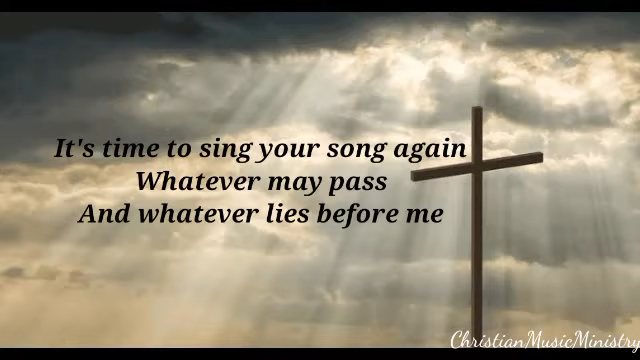 It's time to sing your song again
Whatever may pass
And whatever lies before me
ChristianMusicMinistry